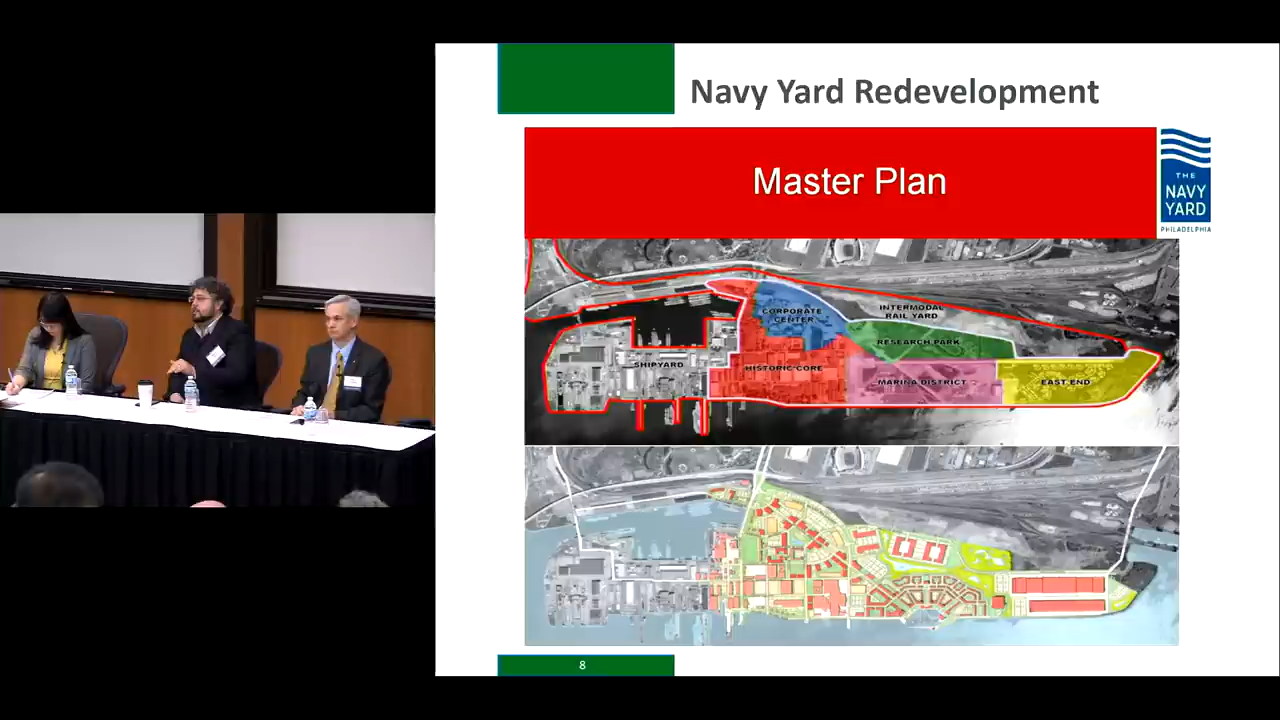 Navy Yard Redevelopment
Master Plan
THE
NAVY
YARD
PHILADELPHIA
CORPORATE
CENTER
INTERMODAL
RAIL YARD
RESEARCH PARK
SHIPYARD
HISTORIC CORE
MARINA DISTRICT
EAST END
8